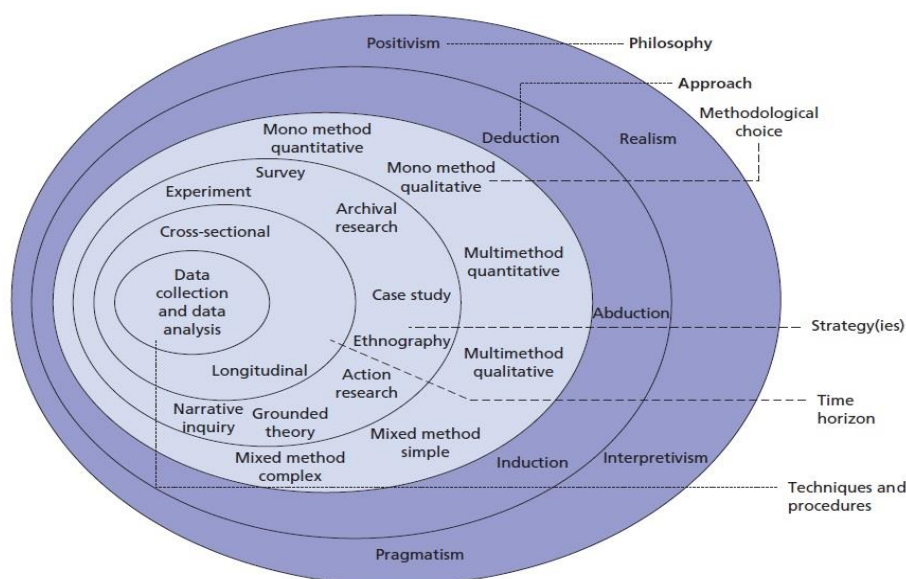 Positivism
Philosophy
Approach
Methodological
choice
Mono method
quantitative
Deduction
Realism
Survey
Mono method
qualitative
Experiment
Archival
research
Cross-sectional
Multimethod
quantitative
Data
collection
and data
analysis
Case study
Abduction
Strategy(ies)
Ethnography
Multimethod
qualitative
Longitudinal
Action
research
Time
horizon
Narrative
inquiry
Grounded
theory
Mixed method
simple
Mixed method
complex
Induction
Interpretivism
Techniques and
procedures
Pragmatism